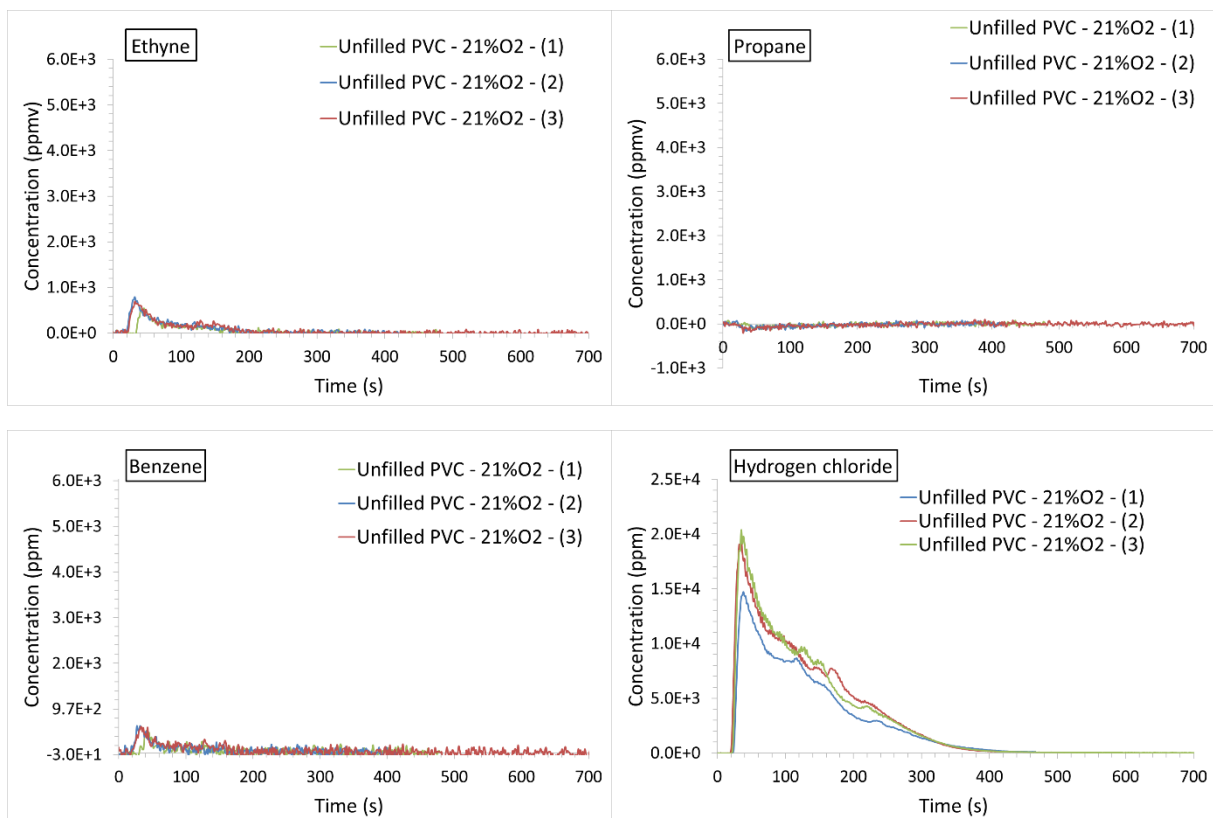 Ethyne
Unfilled PVC - 21%O2 - (1)
Unfilled PVC - 21%O2 - (2)
Unfilled PVC - 21%O2 - (3)
Concentration (ppmv)
6.0E+3
5.0E+3
4.0E+3
3.0E+3
2.0E+3
1.0E+3
0.0E+0
0 100 200 300 400 500 600 700
Time (s)
Propane
Unfilled PVC - 21%O2 - (1)
Unfilled PVC - 21%O2 - (2)
Unfilled PVC - 21%O2 - (3)
Concentration (ppmv)
6.0E+3
5.0E+3
4.0E+3
3.0E+3
2.0E+3
1.0E+3
0.0E+0
-1.0E+3
0 100 200 300 400 500 600 700
Time (s)
Benzene
Unfilled PVC - 21%O2 - (1)
Unfilled PVC - 21%O2 - (2)
Unfilled PVC - 21%O2 - (3)
Concentration (ppm)
6.0E+3
5.0E+3
4.0E+3
3.0E+3
2.0E+3
9.7E+2
-3.0E+1
0 100 200 300 400 500 600 700
Time (s)
Hydrogen chloride
Unfilled PVC - 21%O2 - (1)
Unfilled PVC - 21%O2 - (2)
Unfilled PVC - 21%O2 - (3)
Concentration (ppm)
2.5E+4
2.0E+4
1.5E+4
1.0E+4
5.0E+3
0.0E+0
0 100 200 300 400 500 600 700
Time (s)